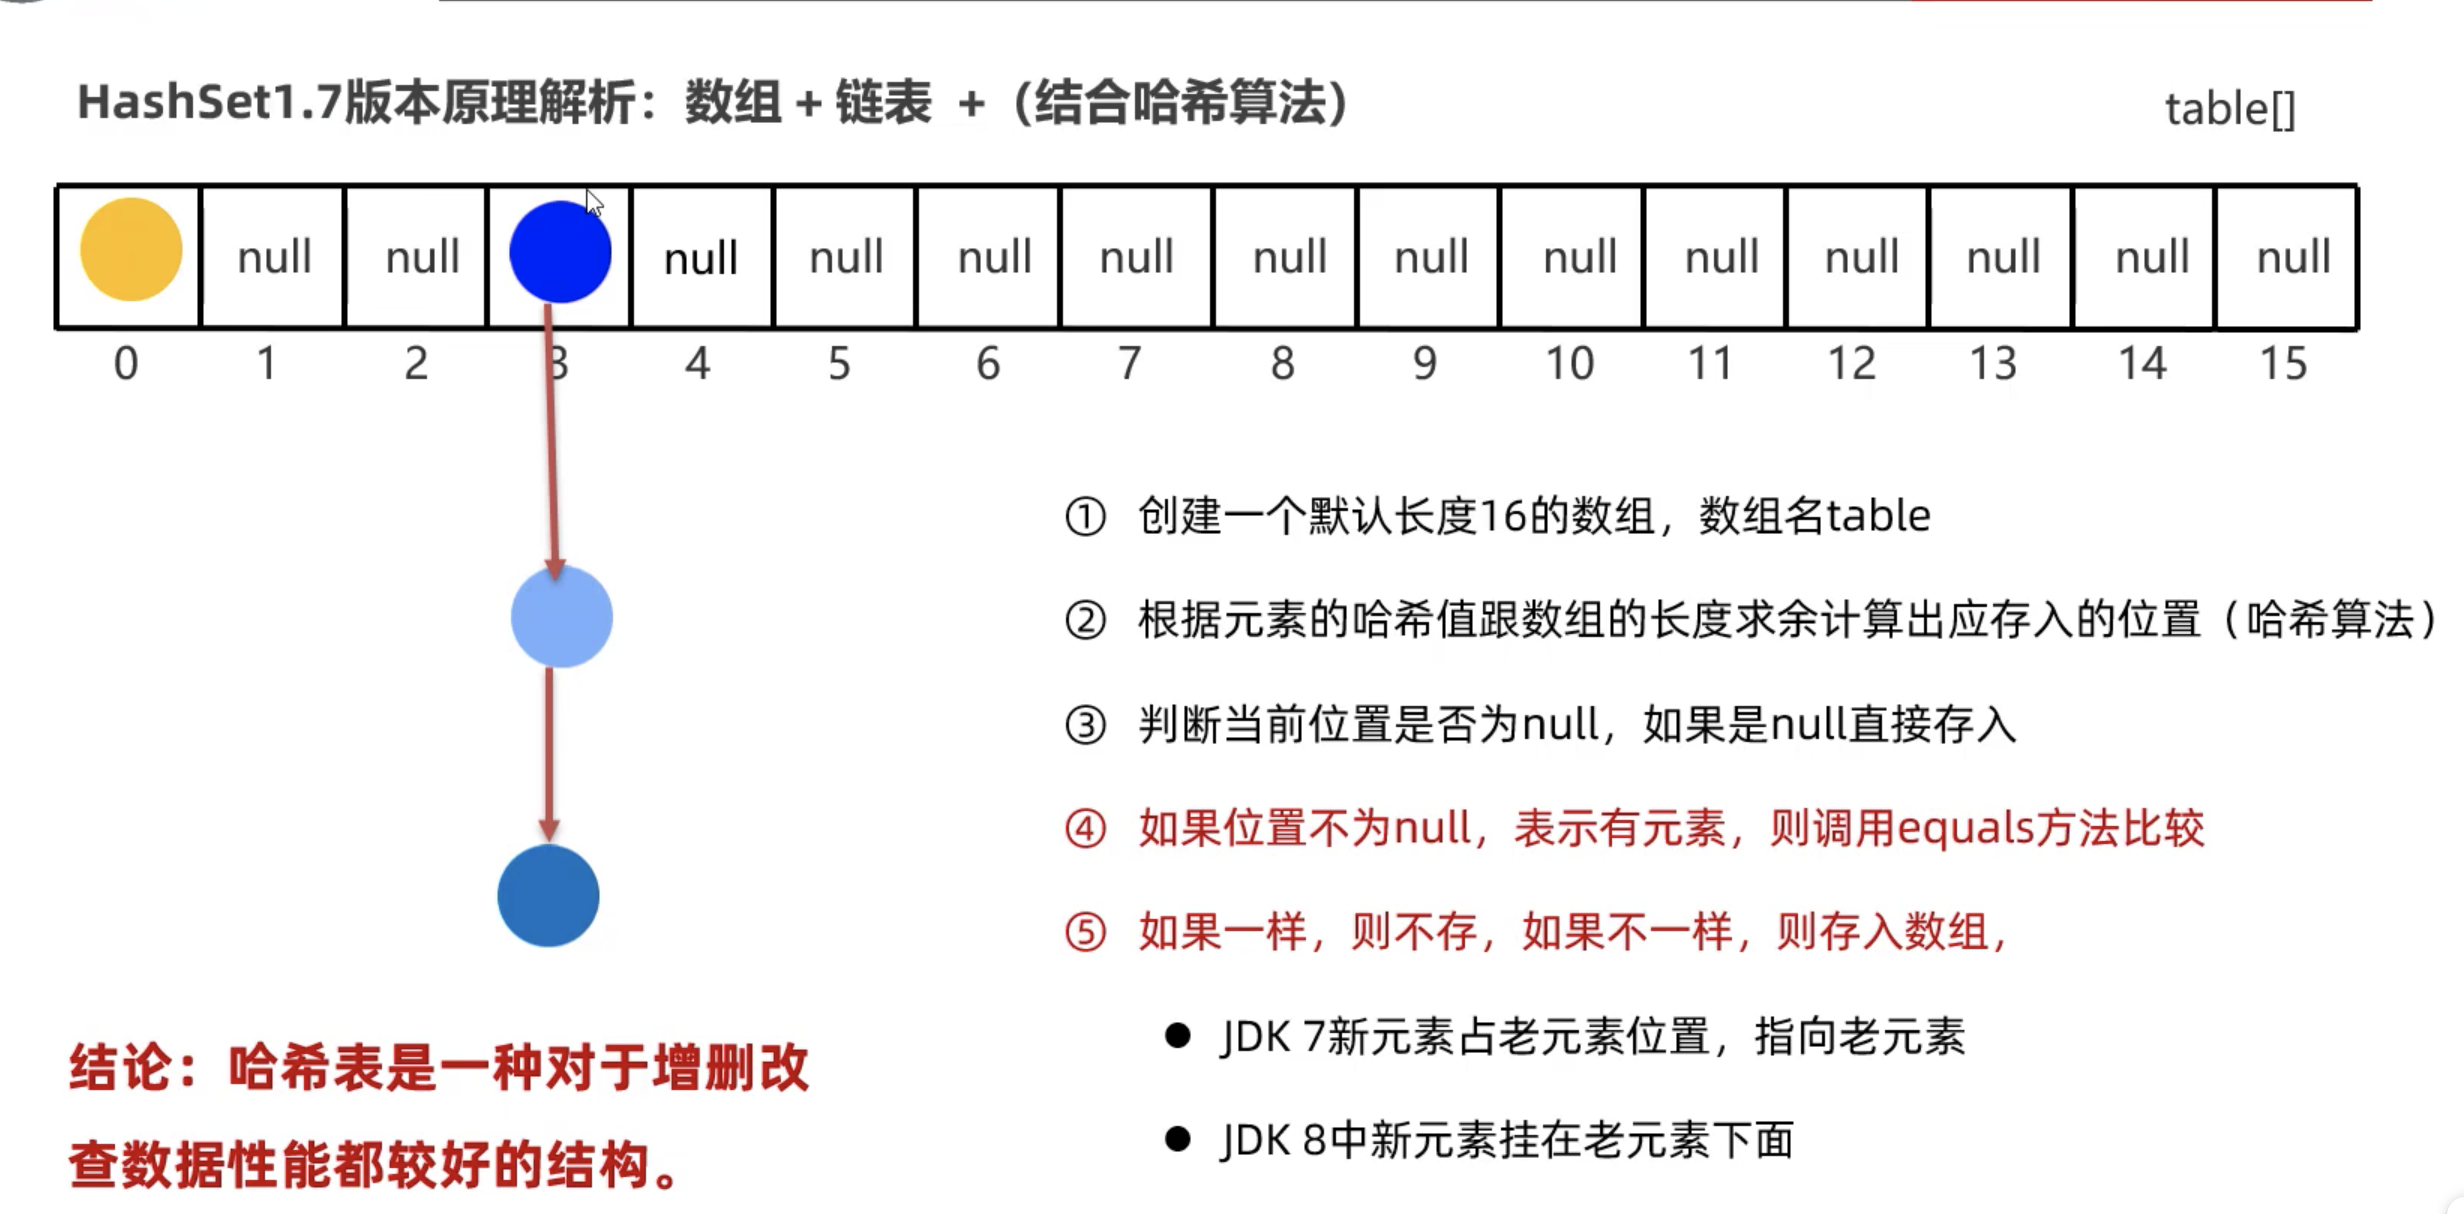 HashSet1.7版本原理解析：数组 + 链表 +（结合哈希算法）
table[]
null null null null null null null null null null null null null null
0 1 2 3 4 5 6 7 8 9 10 11 12 13 14 15
① 创建一个默认长度16的数组，数组名table
② 根据元素的哈希值跟数组的长度求余计算出应存入的位置（哈希算法）
③ 判断当前位置是否为null，如果是null直接存入
④ 如果位置不为null，表示有元素，则调用equals方法比较
⑤ 如果一样，则不存，如果不一样，则存入数组，
● JDK 7新元素占老元素位置，指向老元素
● JDK 8中新元素挂在老元素下面
结论：哈希表是一种对于增删改
查数据性能都较好的结构。